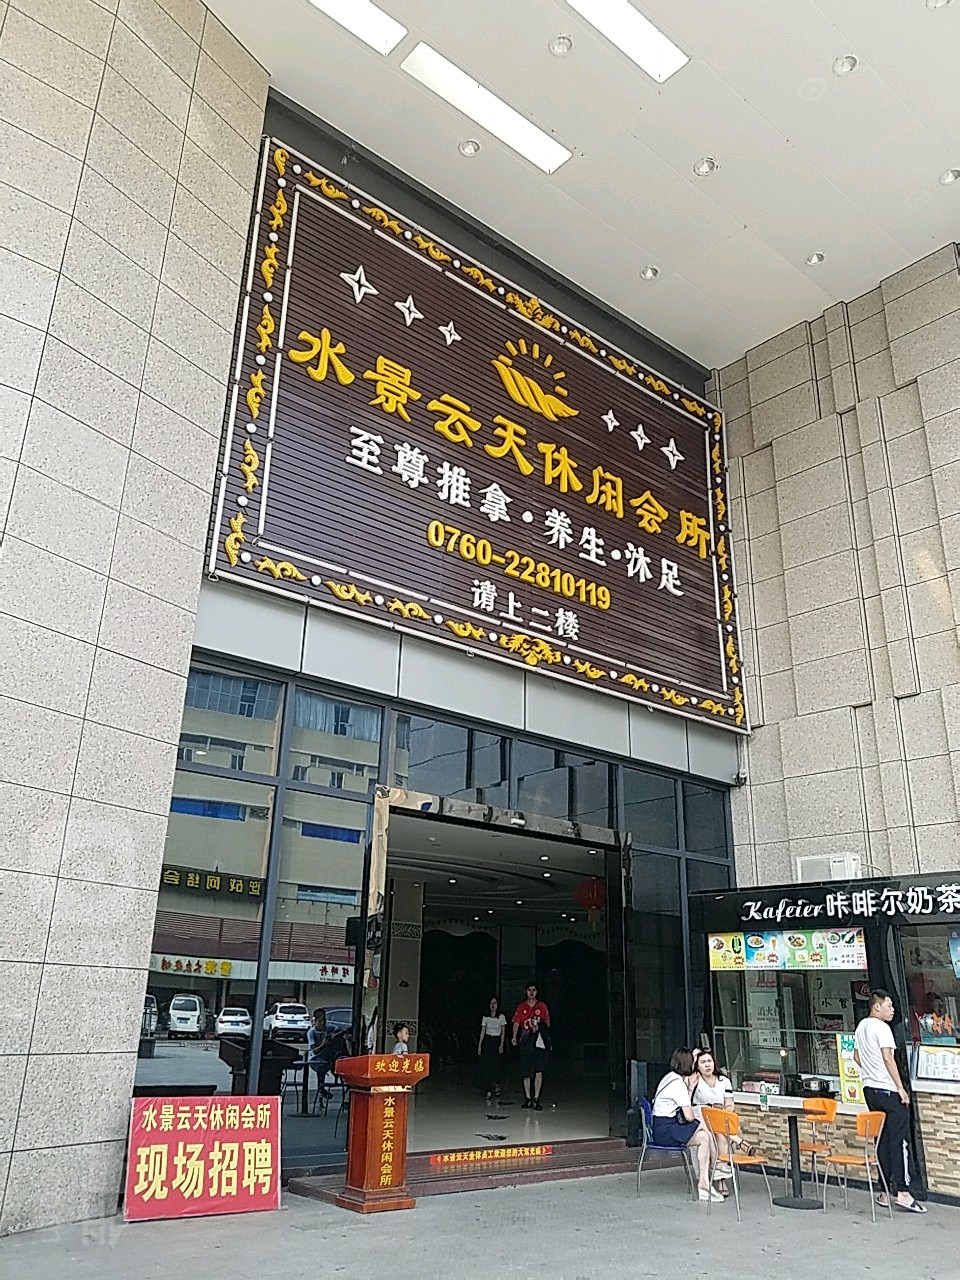 水景云天休闲会所
至尊推拿·养生·沐足
0760-22810119
请上二楼
Kafeier咔啡尔奶茶
欢迎光临
水景云天休闲会所
水景云天休闲会所
现场招聘